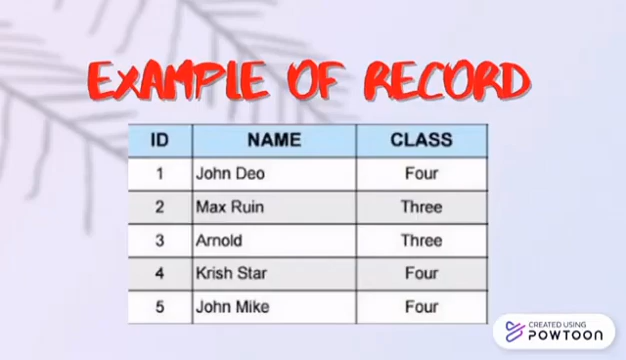 EXAMPLE OF RECORD
ID NAME CLASS
1 John Deo Four
2 Max Ruin Three
3 Arnold Three
4 Krish Star Four
5 John Mike Four
CREATED USING
POWTOON